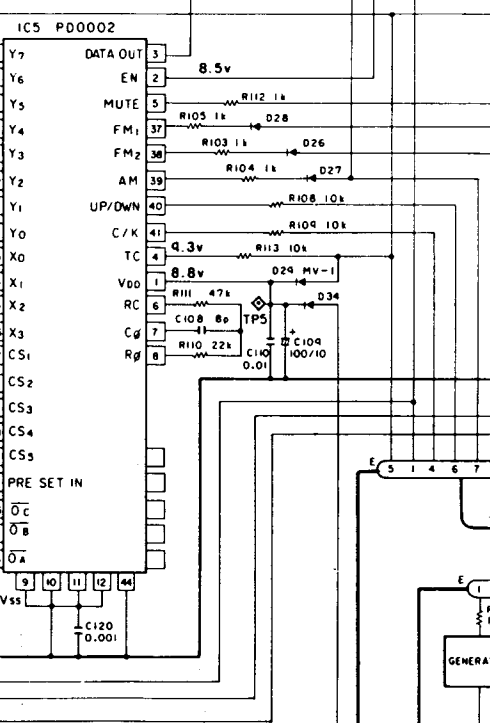 IC5 PD0002
Y7 DATA OUT 3
Y6 EN 2 8.5v
Y5 MUTE 5 R112 1k
Y4 FM1 37 R105 1k D28
Y3 FM2 38 R103 1k D26
Y2 AM 39 R104 1k D27
Y1 UP/DWN 40 R108 10k
Y0 C/K 41 R109 10k
X0 TC 4 9.3v R113 10k
X1 VDD 1 8.8v D29 MV-1
X2 RC 6 R111 47k D34
TP5
X3 CØ 7 C108 8p
CS1 RØ 8 R110 22k
C110
0.01
+
C109
100/10
CS2
CS3
CS4
CS5
PRE SET IN
OC
OB
OA
E 5 1 4 6 7
9 10 11 12 44
VSS
C120
0.001
E 1
GENERA